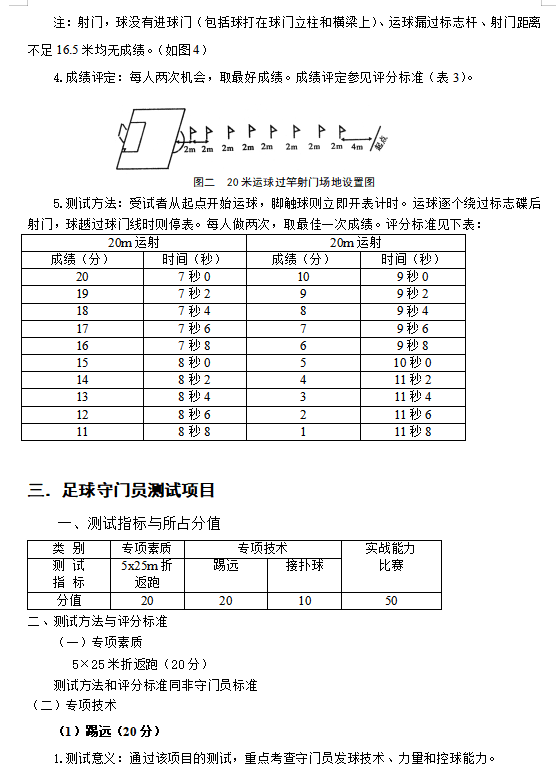 注：射门，球没有进球门（包括球打在球门立柱和横梁上）、运球漏过标志杆、射门距离
不足 16.5 米均无成绩。（如图 4）
4.成绩评定：每人两次机会，取最好成绩。成绩评定参见评分标准（表 3）。
2m 2m 2m 2m 2m 2m 2m 2m 4m 起点
图二 20 米运球过竿射门场地设置图
5.测试方法：受试者从起点开始运球，脚触球则立即开表计时。运球逐个绕过标志碟后
射门，球越过球门线时则停表。每人做两次，取最佳一次成绩。评分标准见下表：
20m 运射 20m 运射
成绩（分） 时间（秒） 成绩（分） 时间（秒）
20 7 秒 0 10 9 秒 0
19 7 秒 2 9 9 秒 2
18 7 秒 4 8 9 秒 4
17 7 秒 6 7 9 秒 6
16 7 秒 8 6 9 秒 8
15 8 秒 0 5 10 秒 0
14 8 秒 2 4 11 秒 2
13 8 秒 4 3 11 秒 4
12 8 秒 6 2 11 秒 6
11 8 秒 8 1 11 秒 8
三．足球守门员测试项目
一、测试指标与所占分值
类 别 专项素质 专项技术 实战能力
测 试 5x25m 折 踢远 接扑球 比赛
指 标 返跑
分值 20 20 10 50
二、测试方法与评分标准
（一）专项素质
5×25 米折返跑（20 分）
测试方法和评分标准同非守门员标准
（二）专项技术
（1）踢远（20 分）
1.测试意义：通过该项目的测试，重点考查守门员发球技术、力量和控球能力。